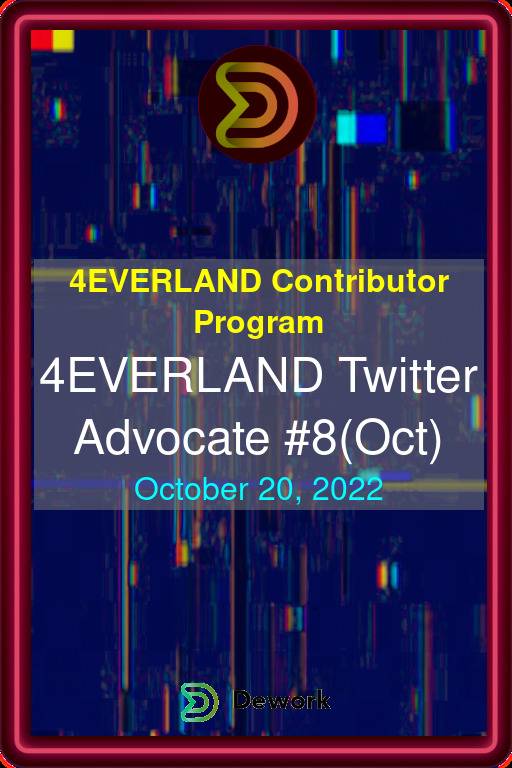 4EVERLAND Contributor
Program
4EVERLAND Twitter
Advocate #8(Oct)
October 20, 2022
Dework